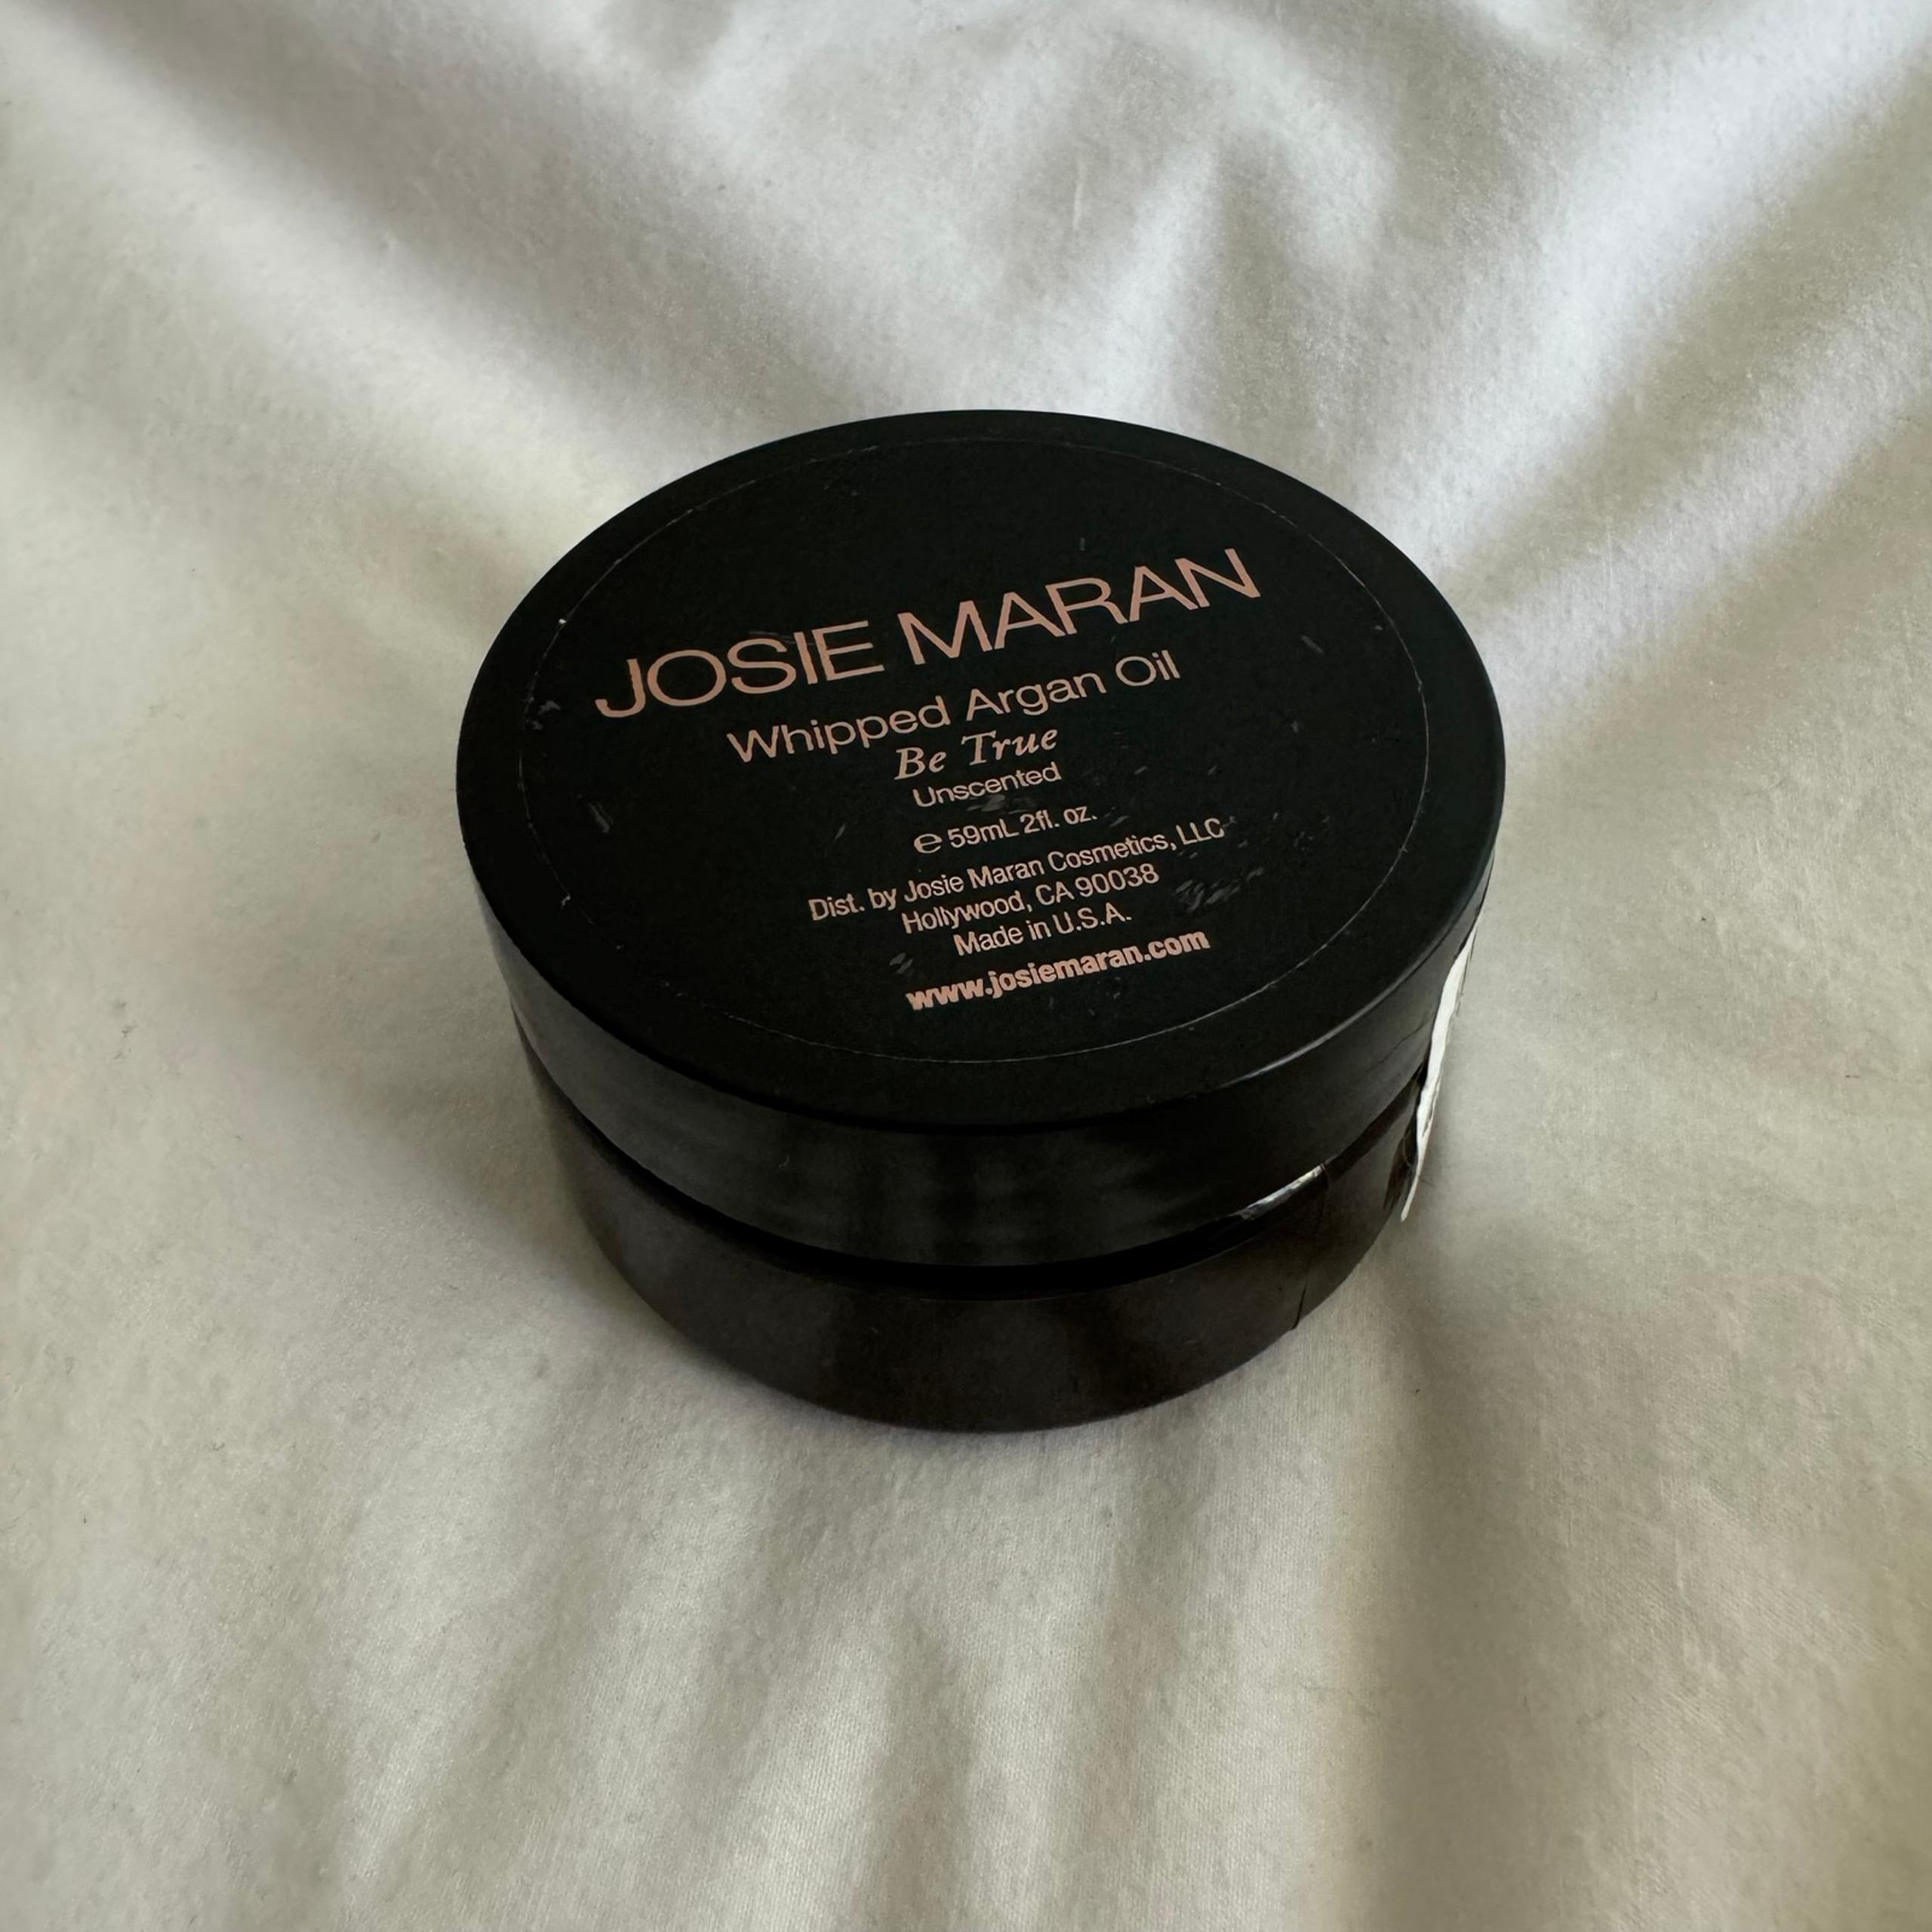 JOSIE MARAN
Whipped Argan Oil
Be True
Unscented
℮ 59mL 2fl. oz.
Dist. by Josie Maran Cosmetics, LLC
Hollywood, CA 90038
Made in U.S.A.
www.josiemaran.com